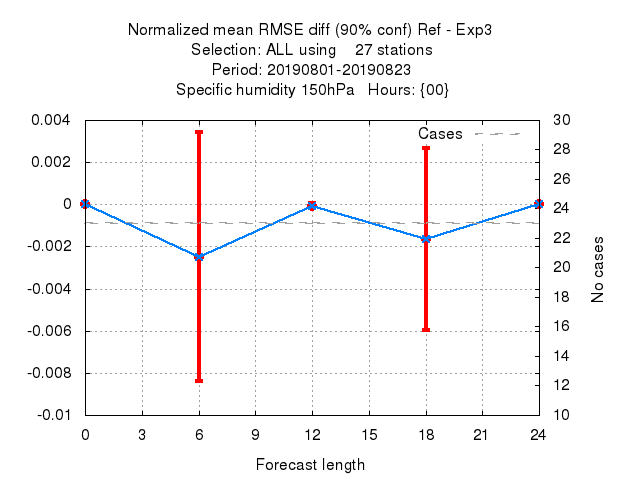 Normalized mean RMSE diff (90% conf) Ref - Exp3
Selection: ALL using 27 stations
Period: 20190801-20190823
Specific humidity 150hPa Hours: {00}
Cases
0.004
0.002
0
-0.002
-0.004
-0.006
-0.008
-0.01
30
28
26
24
22
20
18
16
14
12
10
No cases
0 3 6 9 12 15 18 21 24
Forecast length